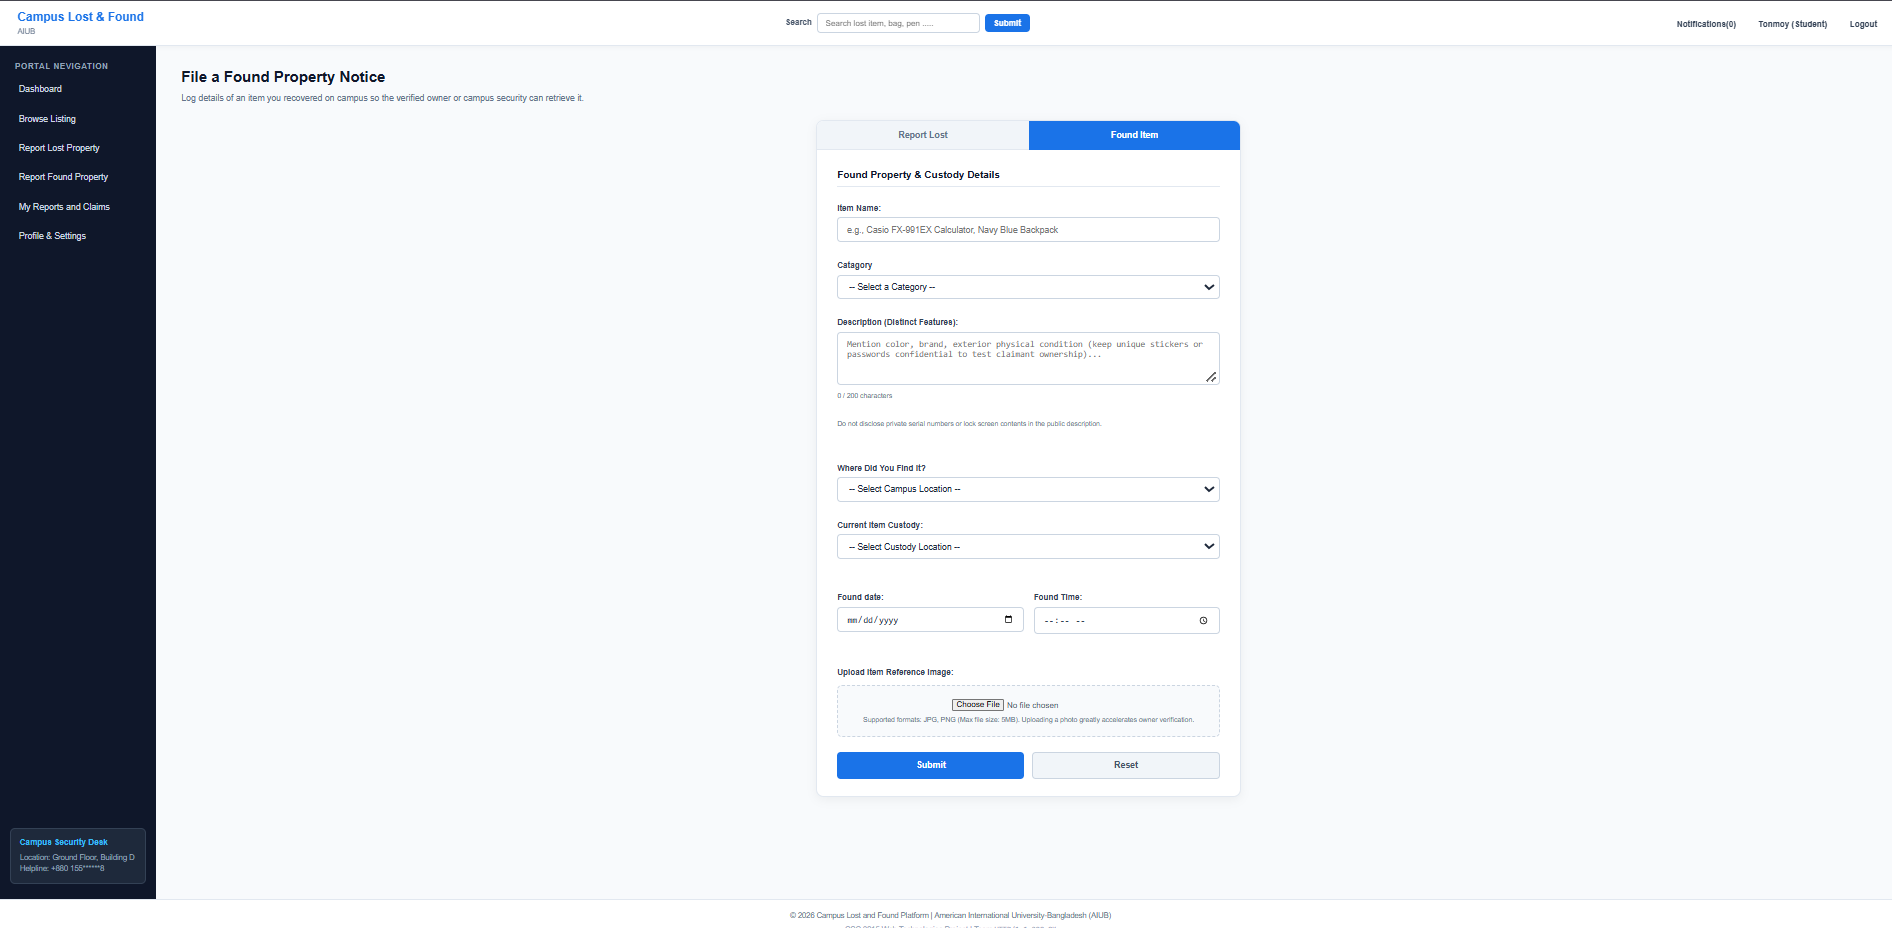 Campus Lost & Found
AIUB
Search
Search lost item, bag, pen .....
Submit
Notifications(0)
Tonmoy (Student)
Logout
PORTAL NEVIGATION
Dashboard
Browse Listing
Report Lost Property
Report Found Property
My Reports and Claims
Profile & Settings
Campus Security Desk
Location: Ground Floor, Building D
Helpline: +880 155******8
File a Found Property Notice
Log details of an item you recovered on campus so the verified owner or campus security can retrieve it.
Report Lost
Found Item
Found Property & Custody Details
Item Name:
e.g., Casio FX-991EX Calculator, Navy Blue Backpack
Catagory
-- Select a Category --
Description (Distinct Features):
Mention color, brand, exterior physical condition (keep unique stickers or
passwords confidential to test claimant ownership)...
0 / 200 characters
Do not disclose private serial numbers or lock screen contents in the public description.
Where Did You Find It?
-- Select Campus Location --
Current Item Custody:
-- Select Custody Location --
Found date:
Found Time:
mm/dd/yyyy
--:-- --
Upload Item Reference Image:
Choose File No file chosen
Supported formats: JPG, PNG (Max file size: 5MB). Uploading a photo greatly accelerates owner verification.
Submit
Reset
© 2026 Campus Lost and Found Platform | American International University-Bangladesh (AIUB)